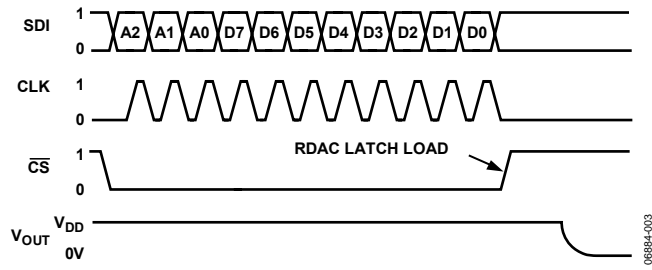 SDI 1 0 A2 A1 A0 D7 D6 D5 D4 D3 D2 D1 D0
CLK 1 0
CS 1 0 RDAC LATCH LOAD
VOUT VDD 0V
06884-003